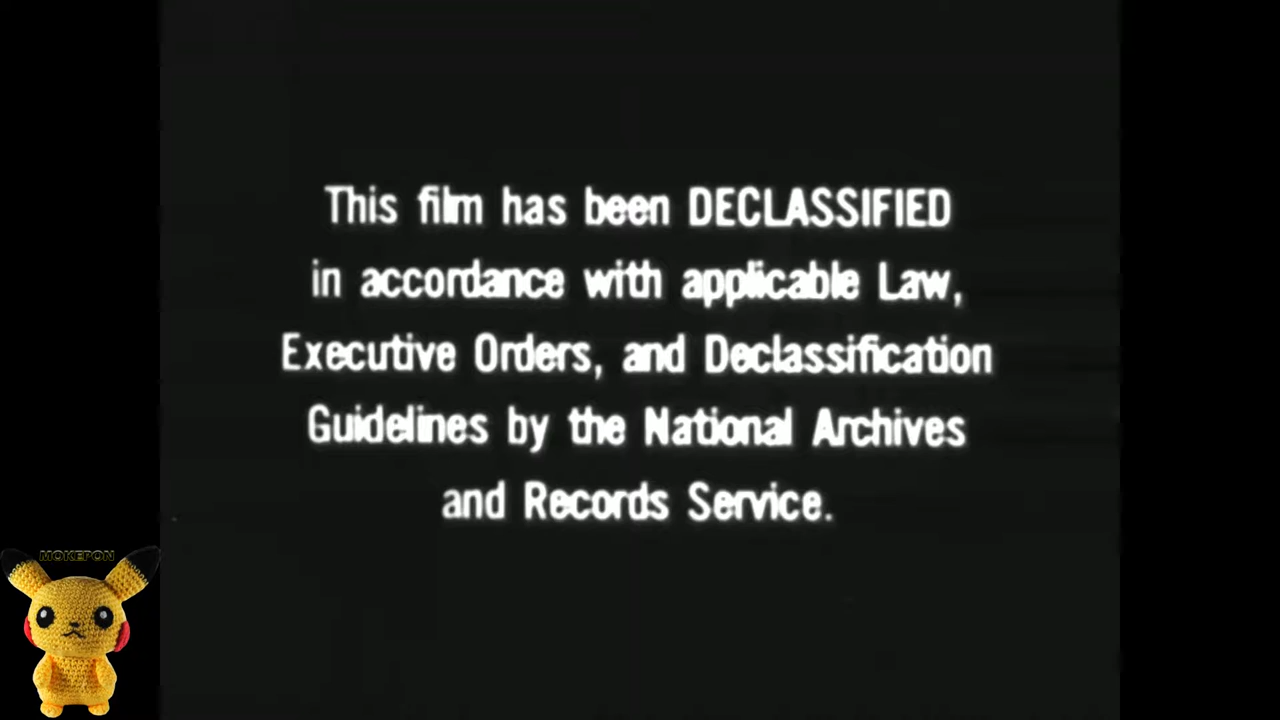 This film has been DECLASSIFIED
in accordance with applicable Law,
Executive Orders, and Declassification
Guidelines by the National Archives
and Records Service.
MOKEPON